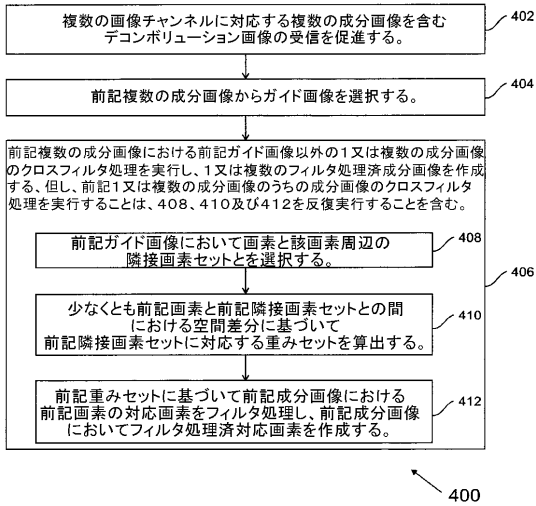 複数の画像チャンネルに対応する複数の成分画像を含む
デコンボリューション画像の受信を促進する。
402
前記複数の成分画像からガイド画像を選択する。
404
前記複数の成分画像における前記ガイド画像以外の1又は複数の成分画像
のクロスフィルタ処理を実行し、1又は複数のフィルタ処理済成分画像を作成
する、但し、前記1又は複数の成分画像のうちの成分画像のクロスフィルタ
処理を実行することは、408、410及び412を反復実行することを含む。
406
前記ガイド画像において画素と該画素周辺の
隣接画素セットとを選択する。
408
少なくとも前記画素と前記隣接画素セットとの間
における空間差分に基づいて
前記隣接画素セットに対応する重みセットを算出する。
410
前記重みセットに基づいて前記成分画像における
前記画素の対応画素をフィルタ処理し、前記成分画像
においてフィルタ処理済対応画素を作成する。
412
400